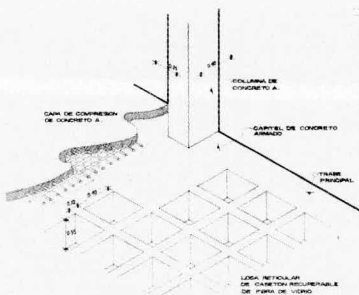 COLUMNA DE
CONCRETO A.
CAPA DE COMPRESION
DE CONCRETO A.
CAPITEL DE CONCRETO
ARMADO
TRABE
PRINCIPAL
LOSA RETICULAR
DE CASETON RECUPERABLE
DE FIBRA DE VIDRIO